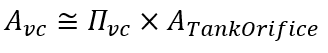 A_{vc} ≅ Π_{vc} × A_{TankOrifice}